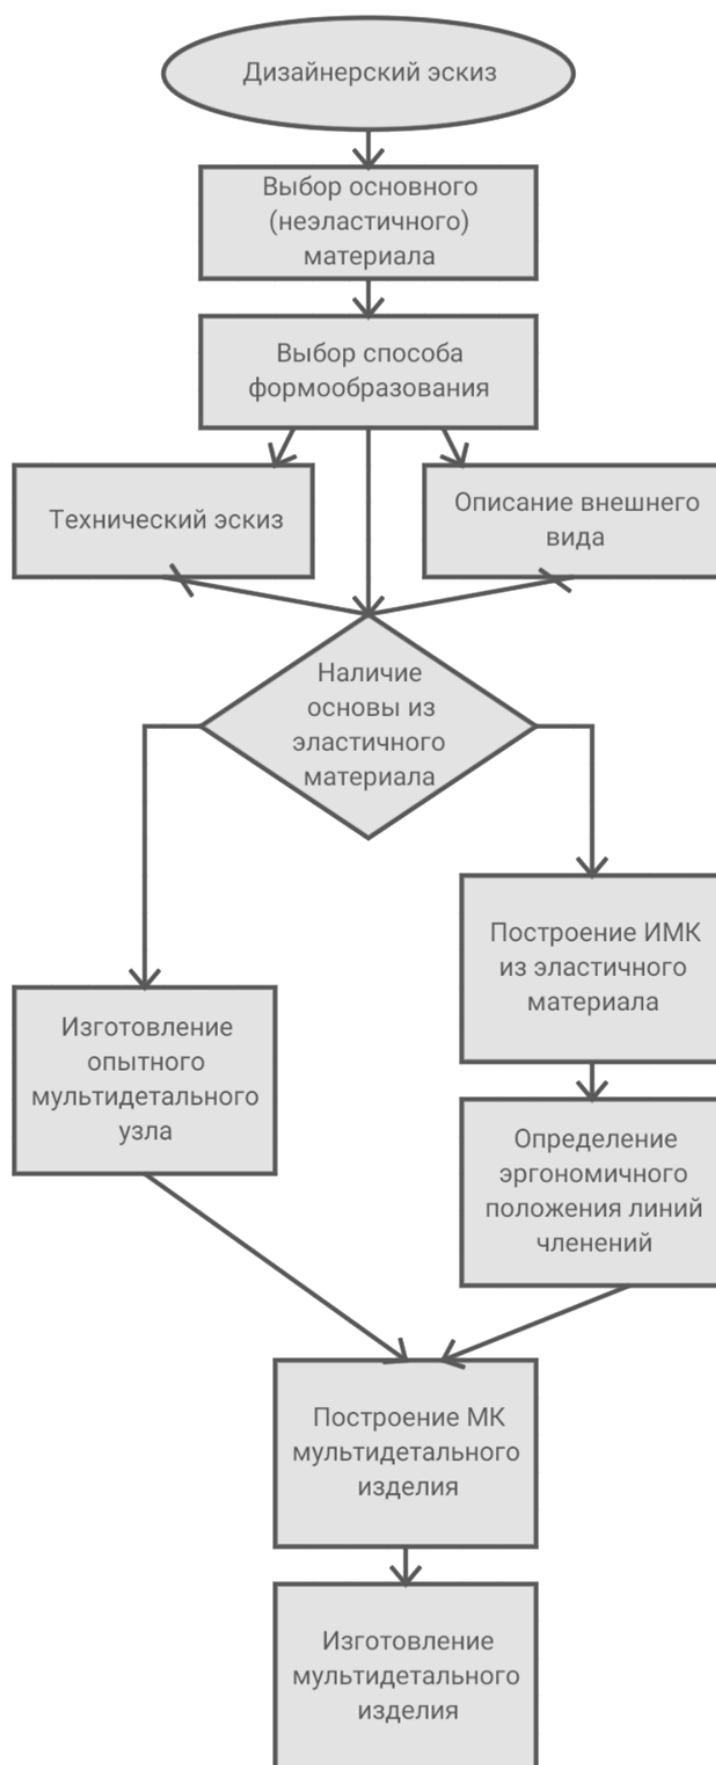 Дизайнерский эскиз
Выбор основного
(неэластичного)
материала
Выбор способа
формообразования
Технический эскиз
Описание внешнего
вида
Наличие
основы из
эластичного
материала
Построение ИМК
из эластичного
материала
Изготовление
опытного
мультидетального
узла
Определение
эргономичного
положения линий
членений
Построение МК
мультидетального
изделия
Изготовление
мультидетального
изделия